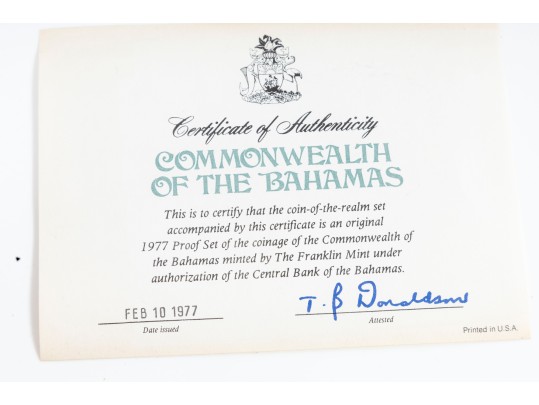 Certificate of Authenticity
COMMONWEALTH
OF THE BAHAMAS
This is to certify that the coin-of-the-realm set
accompanied by this certificate is an original
1977 Proof Set of the coinage of the Commonwealth of
the Bahamas minted by The Franklin Mint under
authorization of the Central Bank of the Bahamas.
FEB 10 1977
Date issued
T. B Donaldson
Attested
Printed in U.S.A.